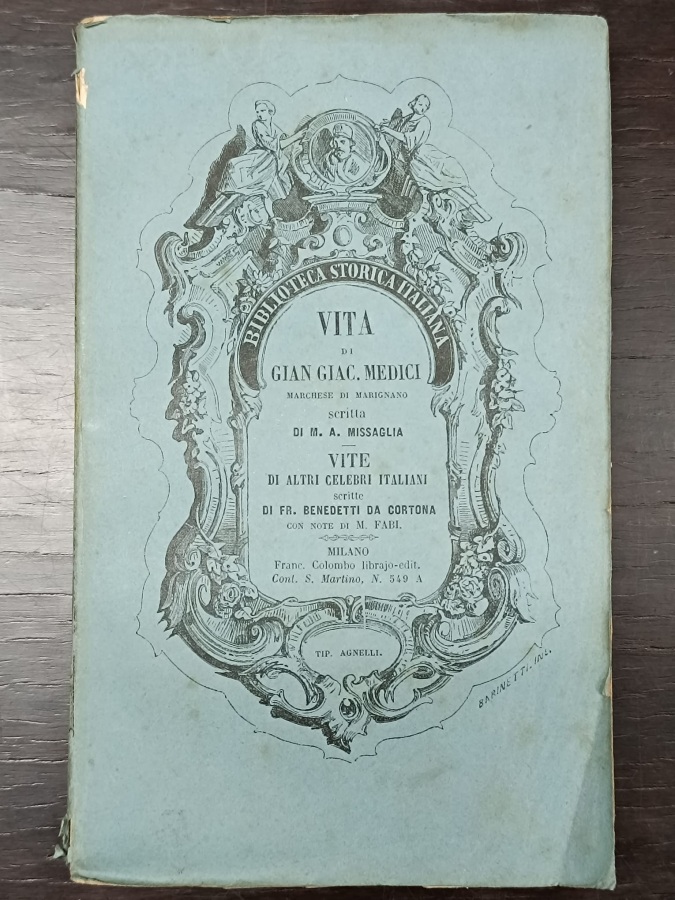 BIBLIOTECA STORICA ITALIANA
VITA
DI
GIAN GIAC. MEDICI
MARCHESE DI MARIGNANO
scritta
DI M. A. MISSAGLIA
VITE
DI ALTRI CELEBRI ITALIANI
scritte
DI FR. BENEDETTI DA CORTONA
CON NOTE DI M. FABI.
MILANO
Franc. Colombo librajo-edit.
Cont. S. Martino, N. 549 A
TIP. AGNELLI.
BARINETTI. INC.